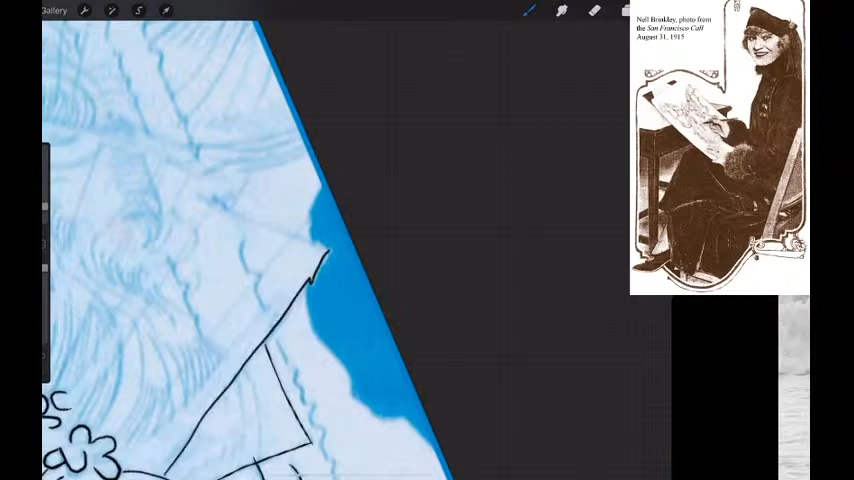 Gallery
Nell Brinkley, photo from
the San Francisco Call
August 31, 1915